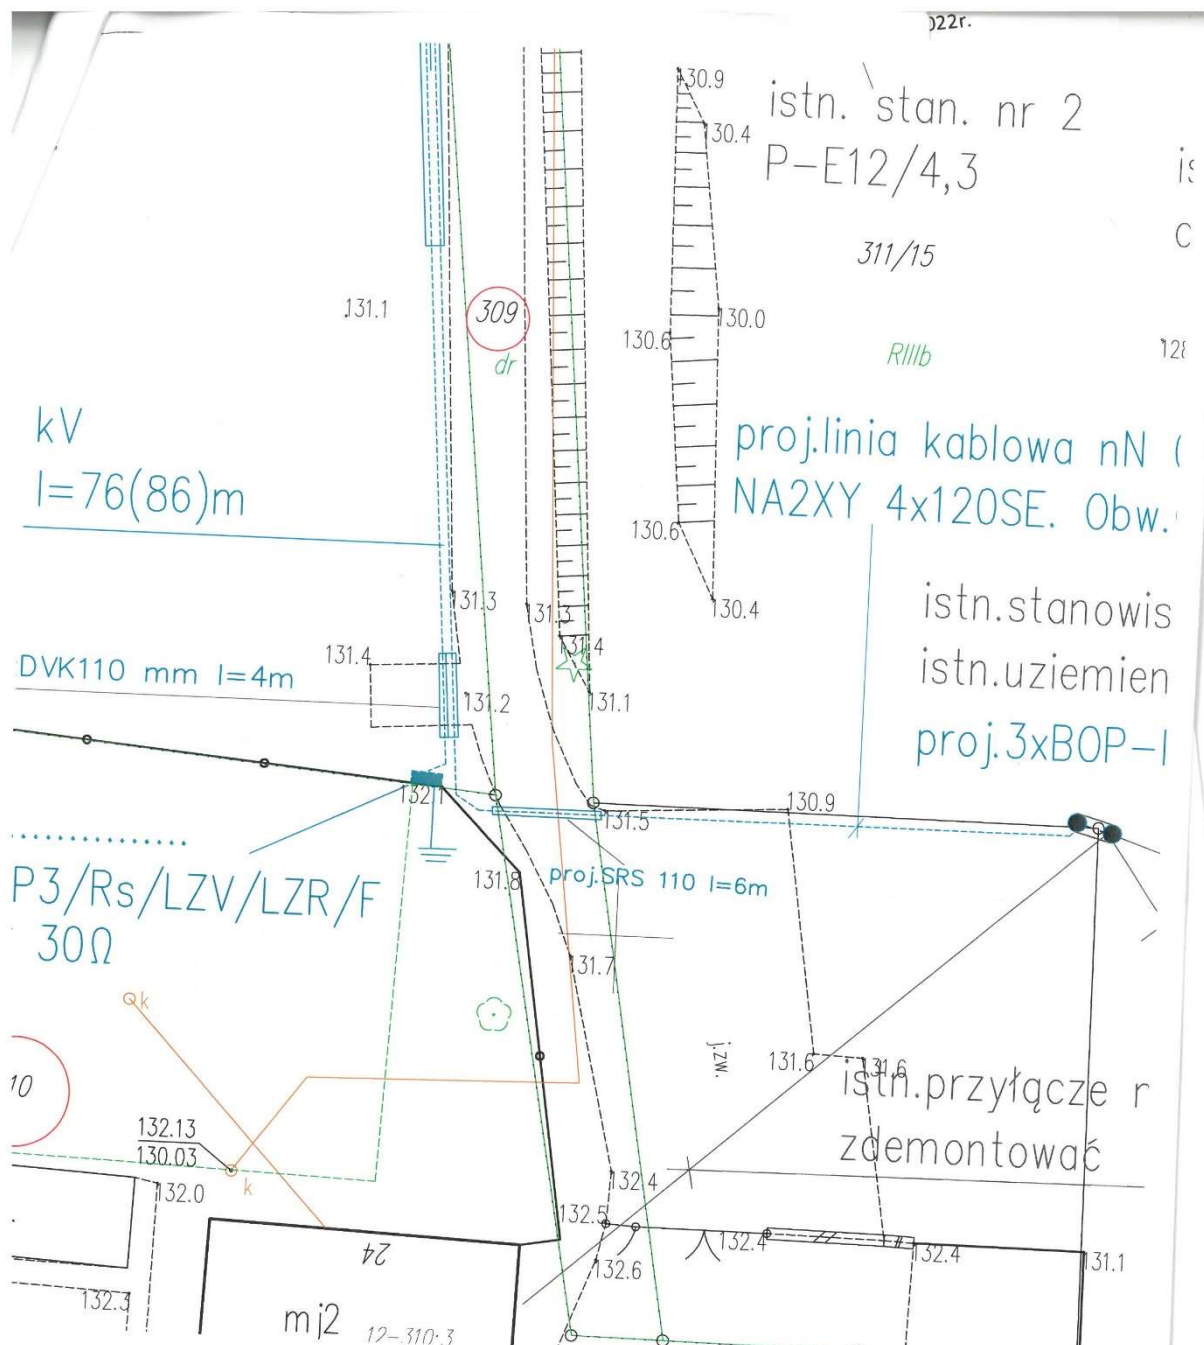 022r.
130.9
istn. stan. nr 2
130.4
P-E12/4,3
311/15
131.1
309
130.0
130.6
dr
RIIIb
kV
proj.linia kablowa nN (
l=76(86)m
NA2XY 4x120SE. Obw.
130.6
131.3
131.3
130.4
istn.stanowis
131.4
131.4
istn.uziemien
DVK110 mm l=4m
131.2
131.1
proj.3xBOP-
132.1
130.9
131.5
131.8
proj.SRS 110 l=6m
P3/Rs/LZV/LZR/F
30Ω
131.7
k
j.zw.
131.6
131.6
10
istn.przyłącze r
132.13
130.03
zdemontować
k
132.0
132.4
132.5
132.4
132.4
131.1
24
132.6
132.3
mj2
12-310;3